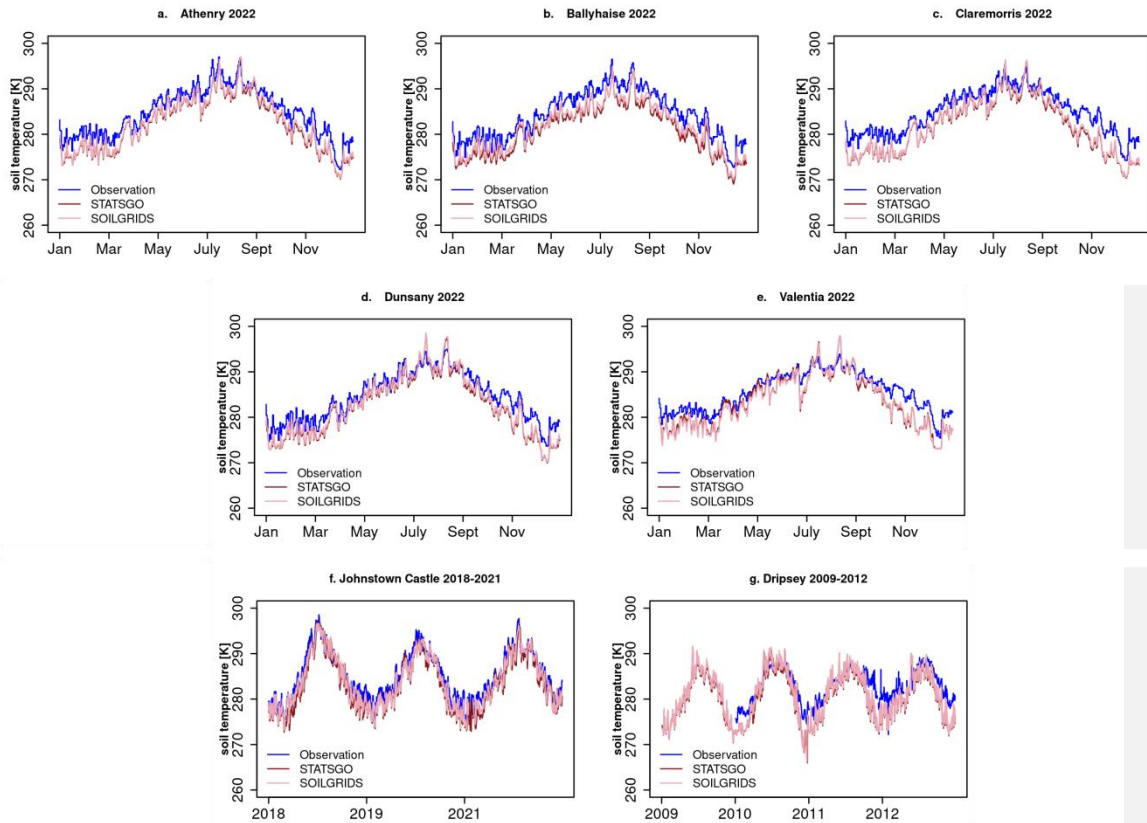 a. Athenry 2022
b. Ballyhaise 2022
c. Claremorris 2022
soil temperature [K]
300
290
280
270
260
Observation
STATSGO
SOILGRIDS
Jan Mar May July Sept Nov
soil temperature [K]
300
290
280
270
260
Observation
STATSGO
SOILGRIDS
Jan Mar May July Sept Nov
soil temperature [K]
300
290
280
270
260
Observation
STATSGO
SOILGRIDS
Jan Mar May July Sept Nov
d. Dunsany 2022
e. Valentia 2022
soil temperature [K]
300
290
280
270
260
Observation
STATSGO
SOILGRIDS
Jan Mar May July Sept Nov
soil temperature [K]
300
290
280
270
260
Observation
STATSGO
SOILGRIDS
Jan Mar May July Sept Nov
f. Johnstown Castle 2018-2021
g. Dripsey 2009-2012
soil temperature [K]
300
290
280
270
260
Observation
STATSGO
SOILGRIDS
2018 2019 2021
soil temperature [K]
300
290
280
270
260
Observation
STATSGO
SOILGRIDS
2009 2010 2011 2012